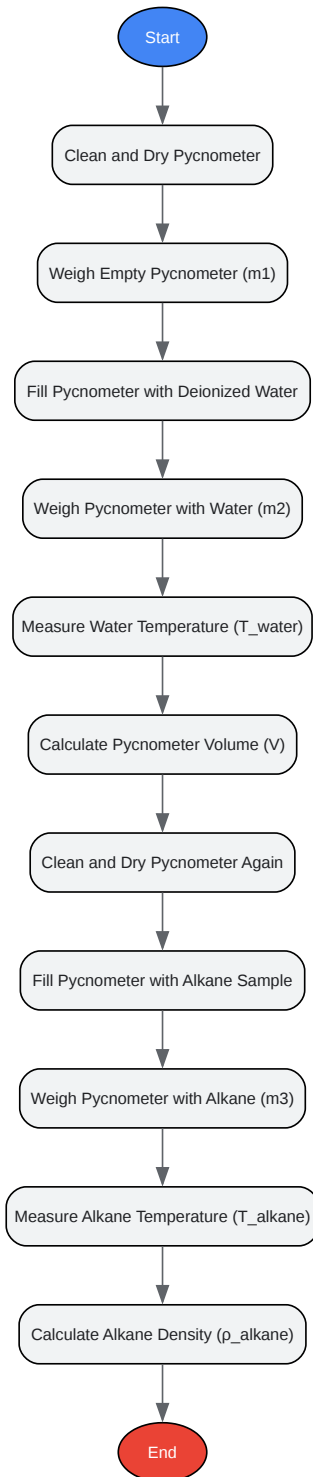 Start
Clean and Dry Pycnometer
Weigh Empty Pycnometer (m1)
Fill Pycnometer with Deionized Water
Weigh Pycnometer with Water (m2)
Measure Water Temperature (T_water)
Calculate Pycnometer Volume (V)
Clean and Dry Pycnometer Again
Fill Pycnometer with Alkane Sample
Weigh Pycnometer with Alkane (m3)
Measure Alkane Temperature (T_alkane)
Calculate Alkane Density (ρ_alkane)
End